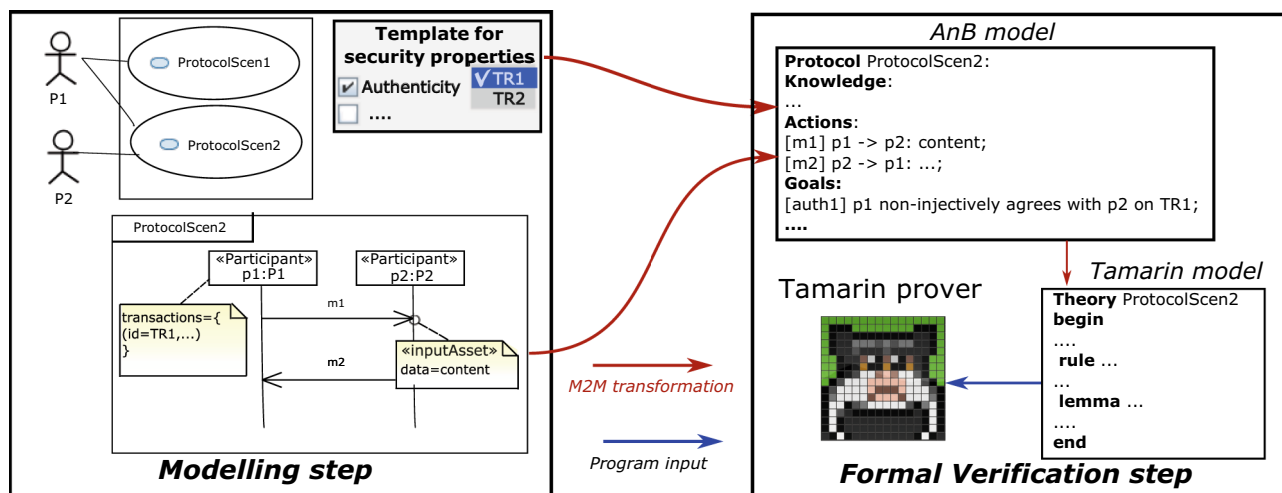 P1
P2
ProtocolScen1
ProtocolScen2
Template for
security properties
✔ Authenticity
....
✔TR1
TR2
ProtocolScen2
«Participant»
p1:P1
«Participant»
p2:P2
transactions={
(id=TR1,...)
}
m1
m2
«inputAsset»
data=content
Modelling step
M2M transformation
Program input
AnB model
Protocol ProtocolScen2:
Knowledge:
...
Actions:
[m1] p1 -> p2: content;
[m2] p2 -> p1: ...;
Goals:
[auth1] p1 non-injectively agrees with p2 on TR1;
....
Tamarin model
Theory ProtocolScen2
begin
....
rule ...
...
lemma ...
....
end
Tamarin prover
Formal Verification step